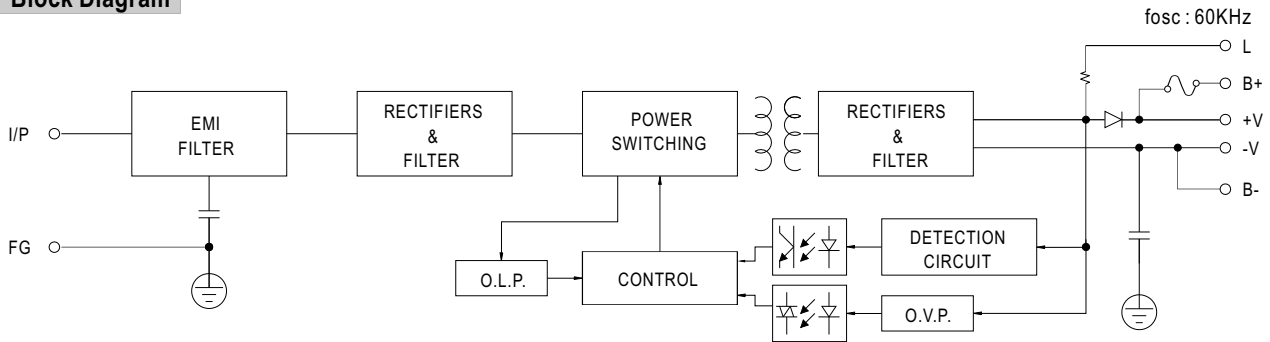 Block Diagram
fosc : 60KHz
L
B+
+V
-V
B-
I/P
EMI
FILTER
RECTIFIERS
&
FILTER
POWER
SWITCHING
RECTIFIERS
&
FILTER
FG
O.L.P.
CONTROL
DETECTION
CIRCUIT
O.V.P.